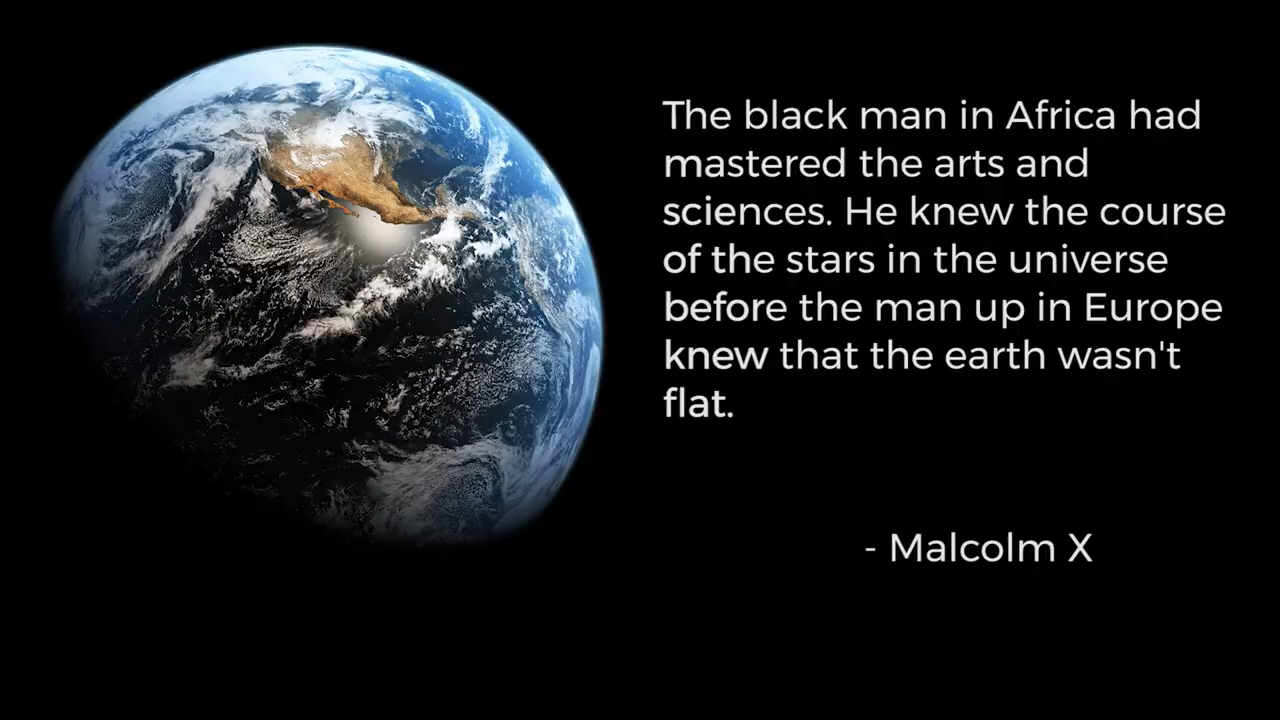 The black man in Africa had
mastered the arts and
sciences. He knew the course
of the stars in the universe
before the man up in Europe
knew that the earth wasn't
flat.
- Malcolm X